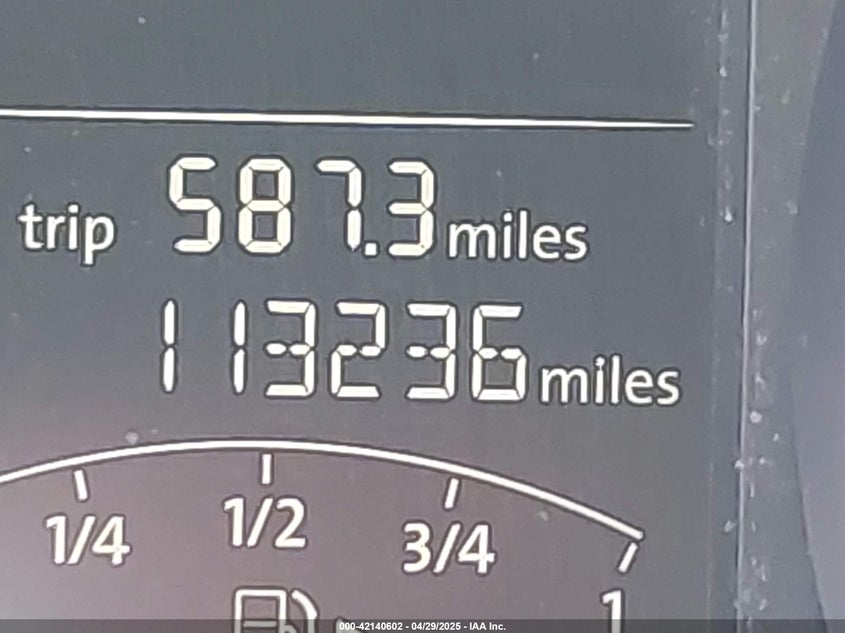 trip 587.3 miles
113236 miles
1/4 1/2 3/4 1
000-42140602 - 04/29/2025 - IAA Inc.